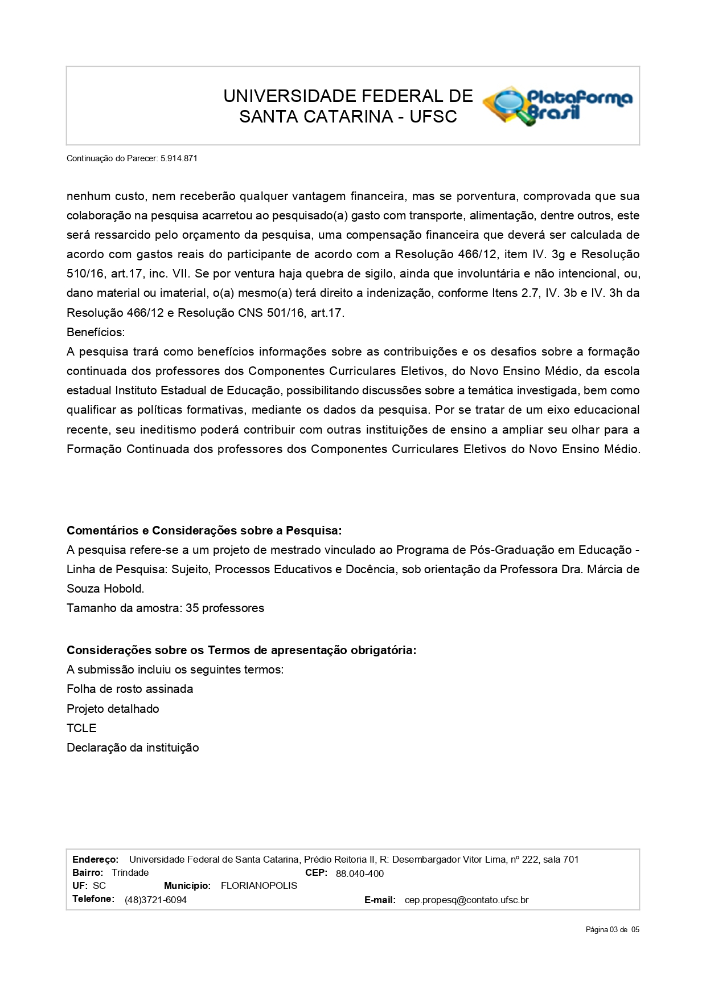 UNIVERSIDADE FEDERAL DE
SANTA CATARINA - UFSC
Plataforma
Brasil
Continuação do Parecer: 5.914.871
nenhum custo, nem receberão qualquer vantagem financeira, mas se porventura, comprovada que sua
colaboração na pesquisa acarretou ao pesquisado(a) gasto com transporte, alimentação, dentre outros, este
será ressarcido pelo orçamento da pesquisa, uma compensação financeira que deverá ser calculada de
acordo com gastos reais do participante de acordo com a Resolução 466/12, item IV. 3g e Resolução
510/16, art.17, inc. VII. Se por ventura haja quebra de sigilo, ainda que involuntária e não intencional, ou,
dano material ou imaterial, o(a) mesmo(a) terá direito a indenização, conforme Itens 2.7, IV. 3b e IV. 3h da
Resolução 466/12 e Resolução CNS 501/16, art.17.
Benefícios:
A pesquisa trará como benefícios informações sobre as contribuições e os desafios sobre a formação
continuada dos professores dos Componentes Curriculares Eletivos, do Novo Ensino Médio, da escola
estadual Instituto Estadual de Educação, possibilitando discussões sobre a temática investigada, bem como
qualificar as políticas formativas, mediante os dados da pesquisa. Por se tratar de um eixo educacional
recente, seu ineditismo poderá contribuir com outras instituições de ensino a ampliar seu olhar para a
Formação Continuada dos professores dos Componentes Curriculares Eletivos do Novo Ensino Médio.
Comentários e Considerações sobre a Pesquisa:
A pesquisa refere-se a um projeto de mestrado vinculado ao Programa de Pós-Graduação em Educação -
Linha de Pesquisa: Sujeito, Processos Educativos e Docência, sob orientação da Professora Dra. Márcia de
Souza Hobold.
Tamanho da amostra: 35 professores
Considerações sobre os Termos de apresentação obrigatória:
A submissão incluiu os seguintes termos:
Folha de rosto assinada
Projeto detalhado
TCLE
Declaração da instituição
Endereço: Universidade Federal de Santa Catarina, Prédio Reitoria II, R: Desembargador Vitor Lima, nº 222, sala 701
Bairro: Trindade CEP: 88.040-400
UF: SC Município: FLORIANOPOLIS
Telefone: (48)3721-6094 E-mail: cep.propesq@contato.ufsc.br
Página 03 de 05